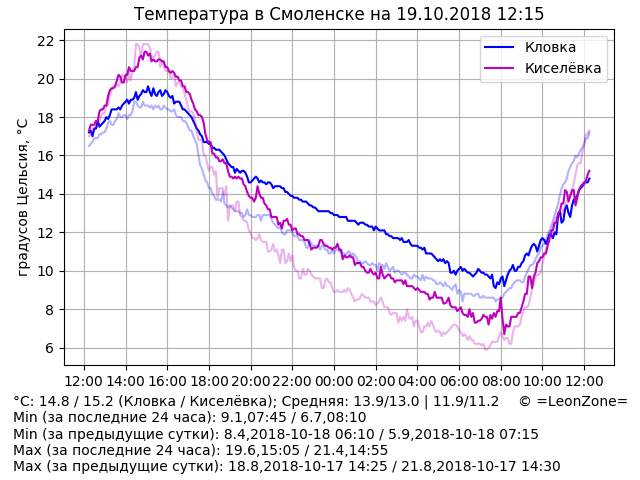 Температура в Смоленске на 19.10.2018 12:15
Кловка
Киселёвка
градусов Цельсия, °C
22
20
18
16
14
12
10
8
6
12:00 14:00 16:00 18:00 20:00 22:00 00:00 02:00 04:00 06:00 08:00 10:00 12:00
°C: 14.8 / 15.2 (Кловка / Киселёвка); Средняя: 13.9/13.0 | 11.9/11.2 © =LeonZone=
Min (за последние 24 часа): 9.1,07:45 / 6.7,08:10
Min (за предыдущие сутки): 8.4,2018-10-18 06:10 / 5.9,2018-10-18 07:15
Max (за последние 24 часа): 19.6,15:05 / 21.4,14:55
Max (за предыдущие сутки): 18.8,2018-10-17 14:25 / 21.8,2018-10-17 14:30